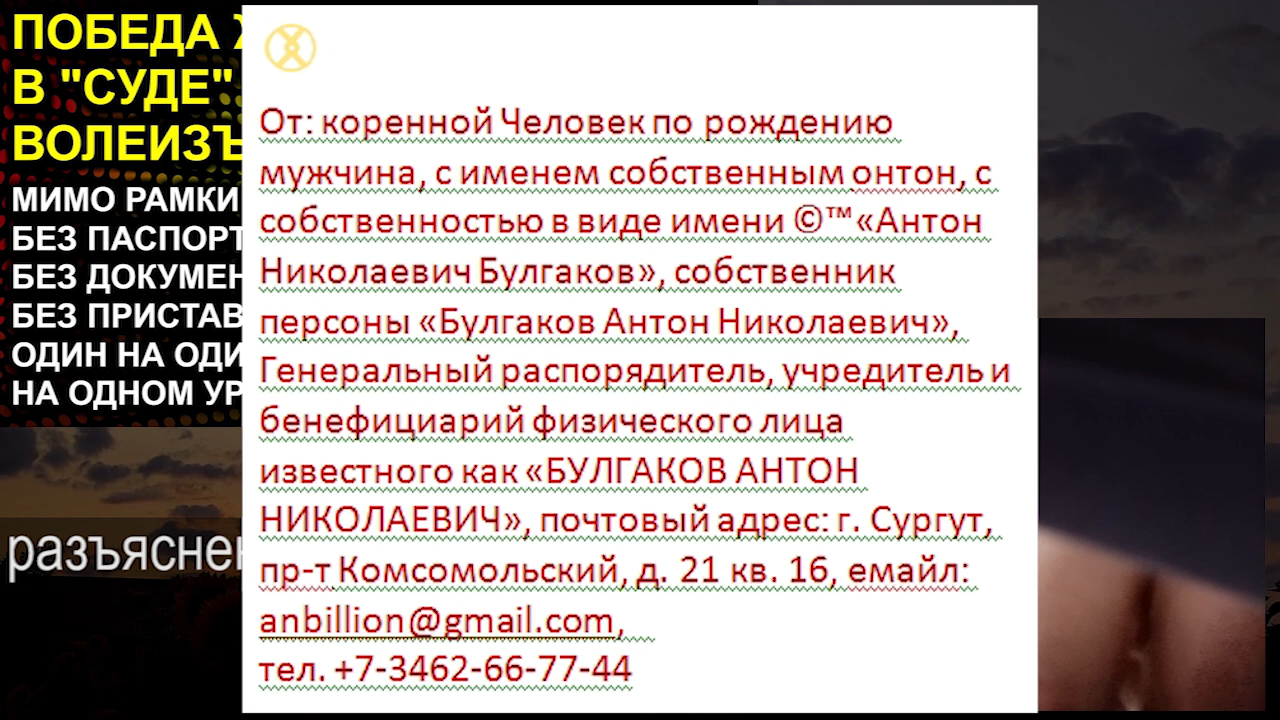 ПОБЕДА
В "СУДЕ"
МИМО РАМКИ
БЕЗ
БЕЗ
БЕЗ
ОДИН НА
НА ОДНОМ
От: коренной Человек по рождению
мужчина, с именем собственным онтон, с
собственностью в виде имени ©™«Антон
Николаевич Булгаков», собственник
персоны «Булгаков Антон Николаевич»,
Генеральный распорядитель, учредитель и
бенефициарий физического лица
известного как «БУЛГАКОВ АНТОН
НИКОЛАЕВИЧ», почтовый адрес: г. Сургут,
пр-т Комсомольский, д. 21 кв. 16, емайл:
anbillion@gmail.com,
тел. +7-3462-66-77-44